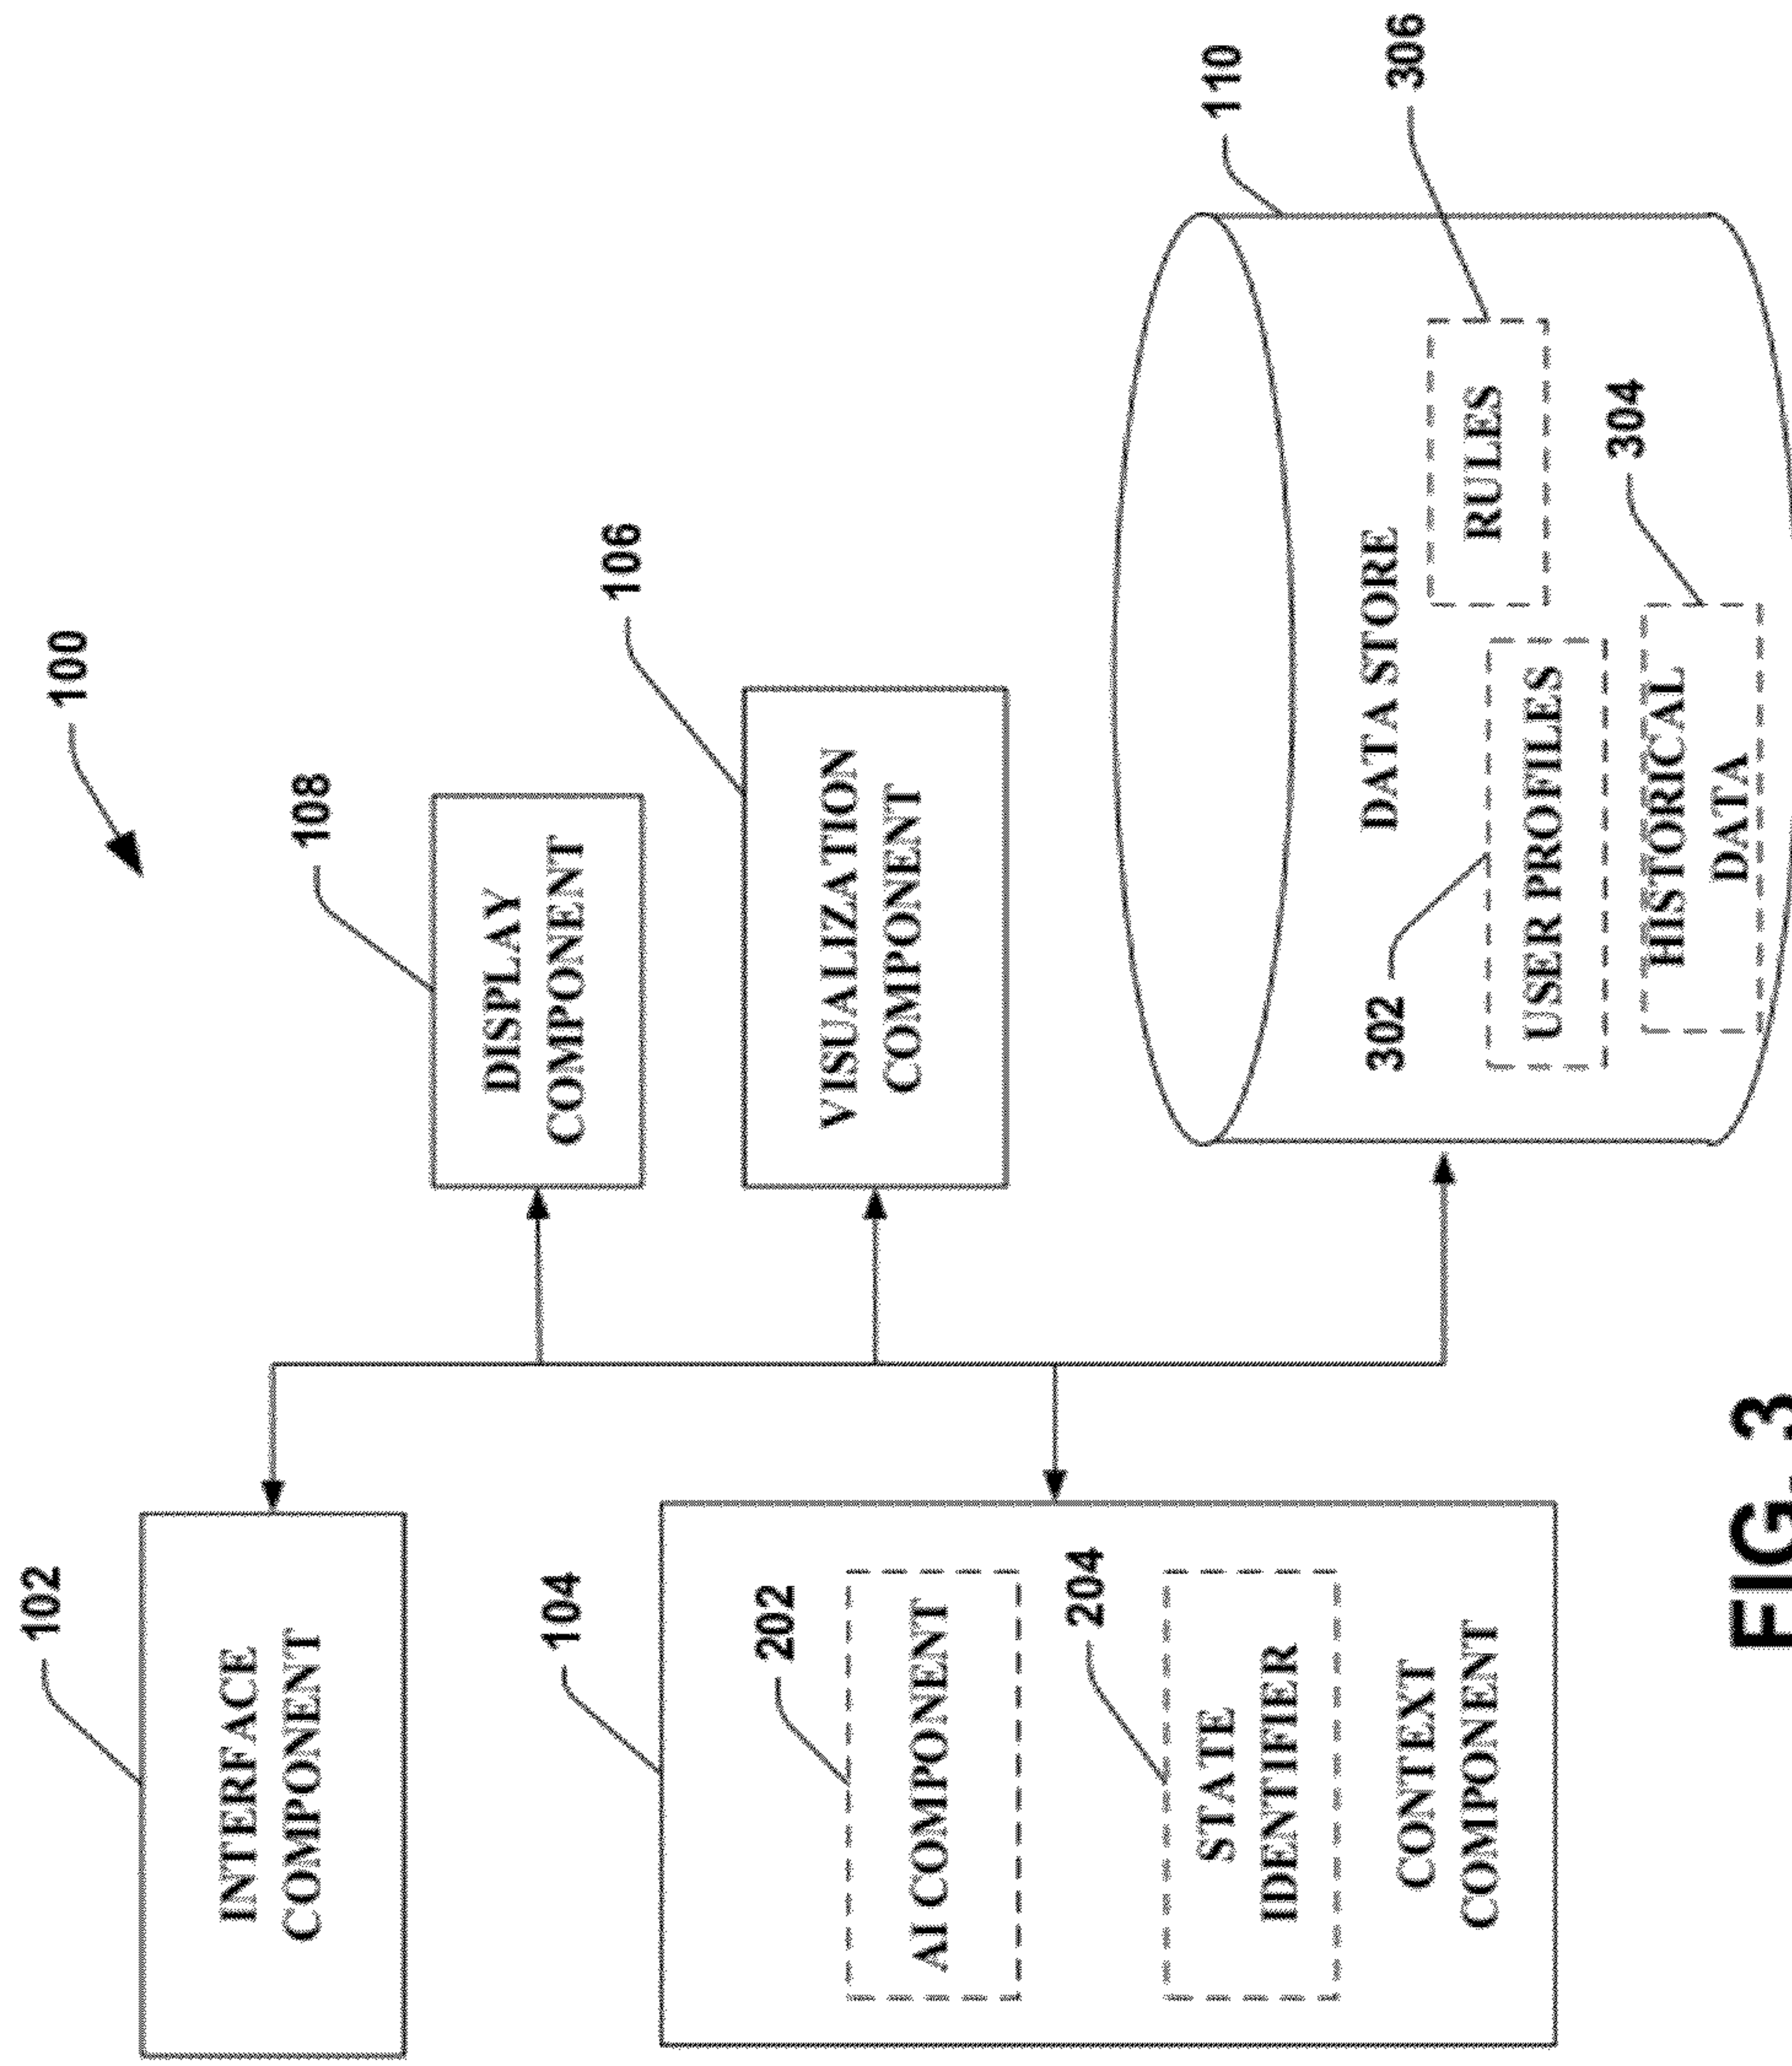 100
102
INTERFACE
COMPONENT
108
DISPLAY
COMPONENT
104
202
AI COMPONENT
204
STATE
IDENTIFIER
CONTEXT
COMPONENT
106
VISUALIZATION
COMPONENT
110
DATA STORE
302
USER PROFILES
306
RULES
304
HISTORICAL
DATA
FIG. 3